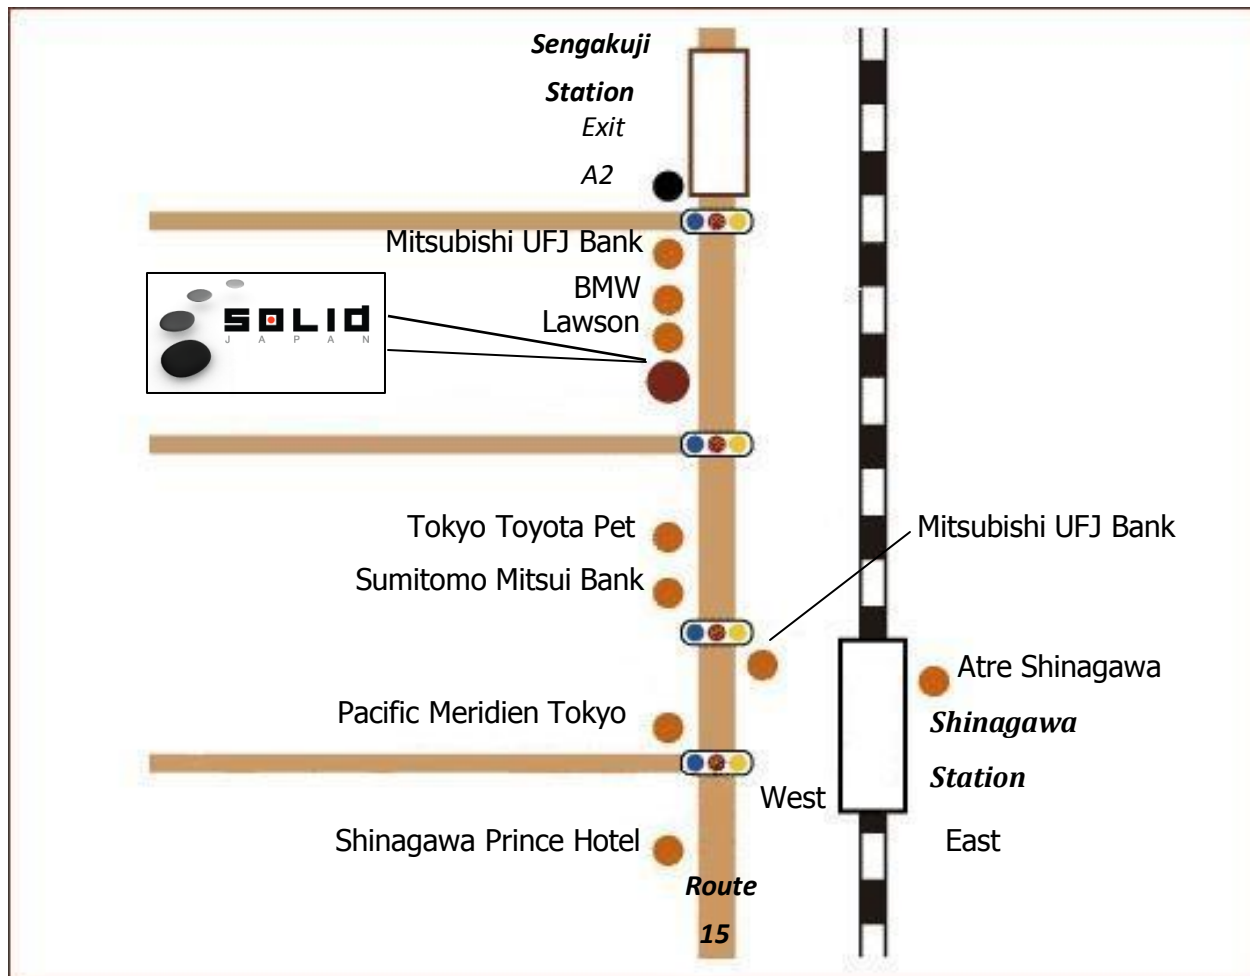 Sengakuji
Station
Exit
A2
Mitsubishi UFJ Bank
BMW
Lawson
SOLID
JAPAN
Tokyo Toyota Pet
Mitsubishi UFJ Bank
Sumitomo Mitsui Bank
Atre Shinagawa
Pacific Meridien Tokyo
Shinagawa
Station
West
Shinagawa Prince Hotel
East
Route
15